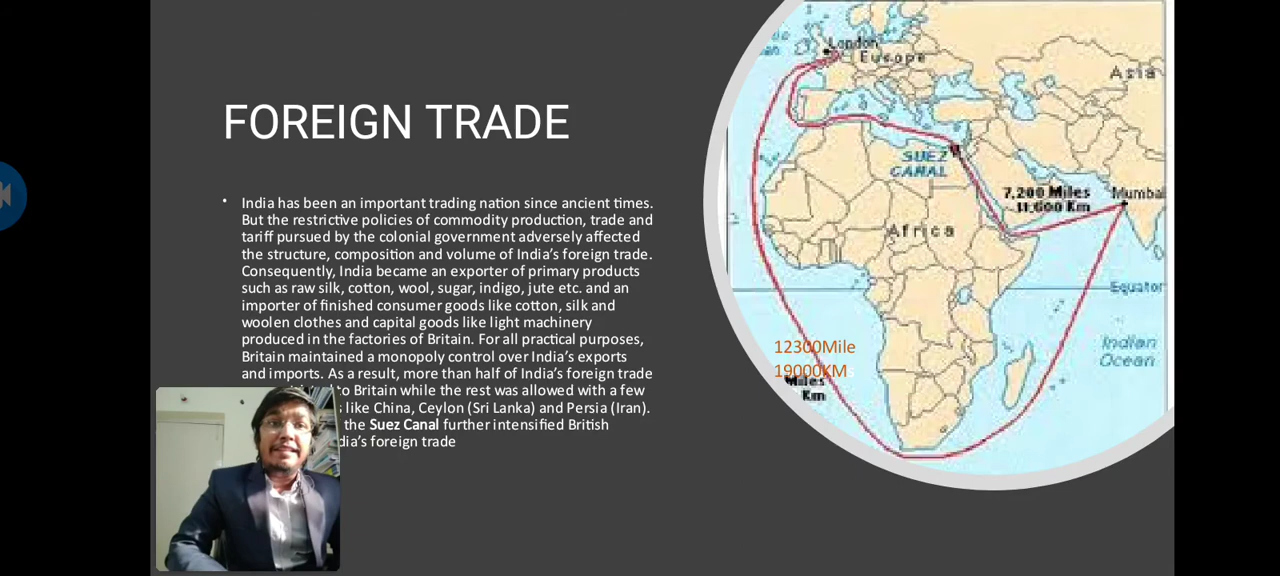 FOREIGN TRADE
• India has been an important trading nation since ancient times.
But the restrictive policies of commodity production, trade and
tariff pursued by the colonial government adversely affected
the structure, composition and volume of India's foreign trade.
Consequently, India became an exporter of primary products
such as raw silk, cotton, wool, sugar, indigo, jute etc. and an
importer of finished consumer goods like cotton, silk and
woolen clothes and capital goods like light machinery
produced in the factories of Britain. For all practical purposes,
Britain maintained a monopoly control over India's exports
and imports. As a result, more than half of India's foreign trade
to Britain while the rest was allowed with a few
like China, Ceylon (Sri Lanka) and Persia (Iran).
the Suez Canal further intensified British
dia's foreign trade
London
Europe
Asia
SUEZ
CANAL
7,200 Miles
11,600 Km
Mumbai
Africa
Equator
Indian
Ocean
12300Mile
19000KM
Miles
Km